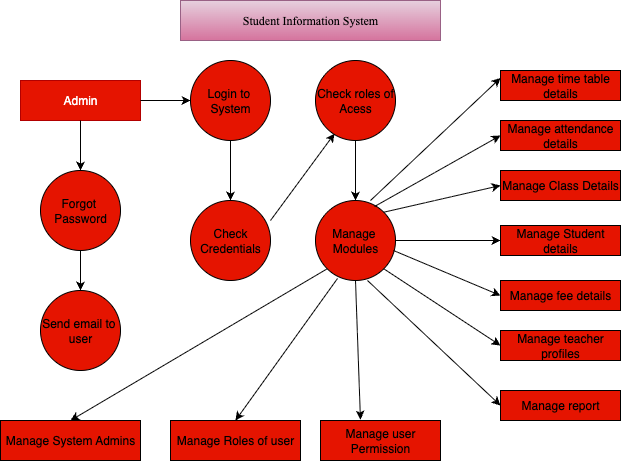 Student Information System
Admin
Login to
System
Check roles of
Acess
Manage time table
details
Manage attendance
details
Manage Class Details
Forgot
Password
Check
Credentials
Manage
Modules
Manage Student
details
Manage fee details
Send email to
user
Manage teacher
profiles
Manage report
Manage System Admins
Manage Roles of user
Manage user
Permission